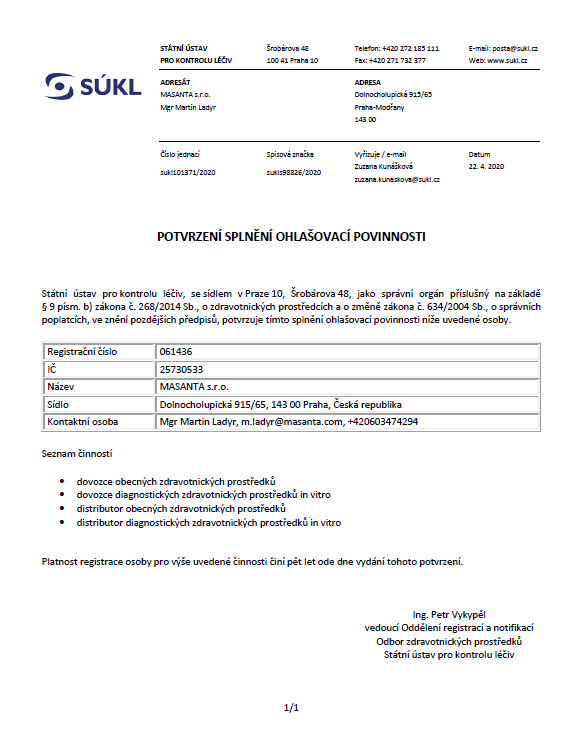 SÚKL
STÁTNÍ ÚSTAV
PRO KONTROLU LÉČIV
Šrobárova 48
100 41 Praha 10
Telefon: +420 272 185 111
Fax: +420 271 732 377
E-mail: posta@sukl.cz
Web: www.sukl.cz
ADRESÁT
MASANTA s.r.o.
Mgr Martin Ladyr
ADRESA
Dolnocholupická 915/65
Praha-Modřany
143 00
Číslo jednací
sukl101371/2020
Spisová značka
sukls98826/2020
Vyřizuje / e-mail
Zuzana Kunášková
zuzana.kunaskova@sukl.cz
Datum
22. 4. 2020
POTVRZENÍ SPLNĚNÍ OHLAŠOVACÍ POVINNOSTI
Státní ústav pro kontrolu léčiv, se sídlem v Praze 10, Šrobárova 48, jako správní orgán příslušný na základě
§ 9 písm. b) zákona č. 268/2014 Sb., o zdravotnických prostředcích a o změně zákona č. 634/2004 Sb., o správních
poplatcích, ve znění pozdějších předpisů, potvrzuje tímto splnění ohlašovací povinnosti níže uvedené osoby.
Registrační číslo 061436
IČ 25730533
Název MASANTA s.r.o.
Sídlo Dolnocholupická 915/65, 143 00 Praha, Česká republika
Kontaktní osoba Mgr Martin Ladyr, m.ladyr@masanta.com, +420603474294
Seznam činností
• dovozce obecných zdravotnických prostředků
• dovozce diagnostických zdravotnických prostředků in vitro
• distributor obecných zdravotnických prostředků
• distributor diagnostických zdravotnických prostředků in vitro
Platnost registrace osoby pro výše uvedené činnosti činí pět let ode dne vydání tohoto potvrzení.
Ing. Petr Vykypěl
vedoucí Oddělení registrací a notifikací
Odbor zdravotnických prostředků
Státní ústav pro kontrolu léčiv
1/1